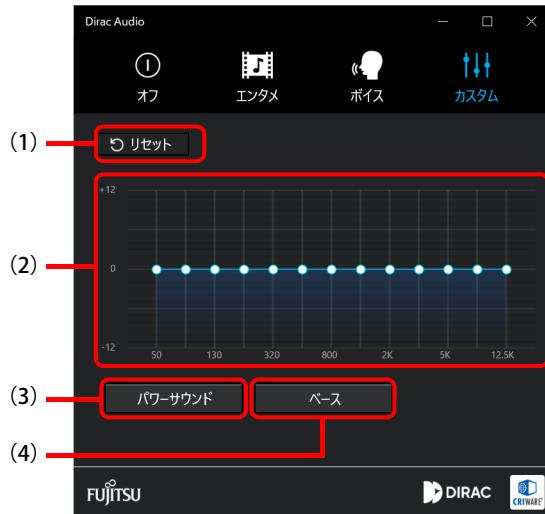 Dirac Audio
オフ エンタメ ボイス カスタム
(1) リセット
+12
(2) 0
-12
50 130 320 800 2K 5K 12.5K
(3) パワーサウンド ベース
(4)
FUJITSU DIRAC CRIWARE